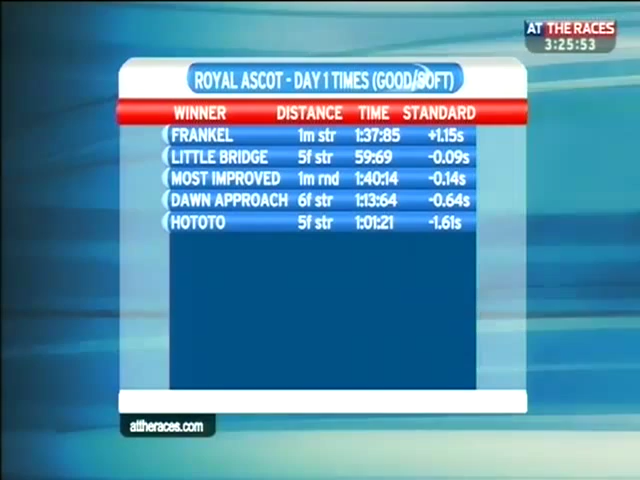 AT THE RACES
3:25:53
ROYAL ASCOT - DAY 1 TIMES (GOOD/SOFT)
WINNER DISTANCE TIME STANDARD
FRANKEL 1m str 1:37:85 +1.15s
LITTLE BRIDGE 5f str 59:69 -0.09s
MOST IMPROVED 1m rnd 1:40:14 -0.14s
DAWN APPROACH 6f str 1:13:64 -0.64s
HOTOTO 5f str 1:01:21 -1.61s
attheraces.com